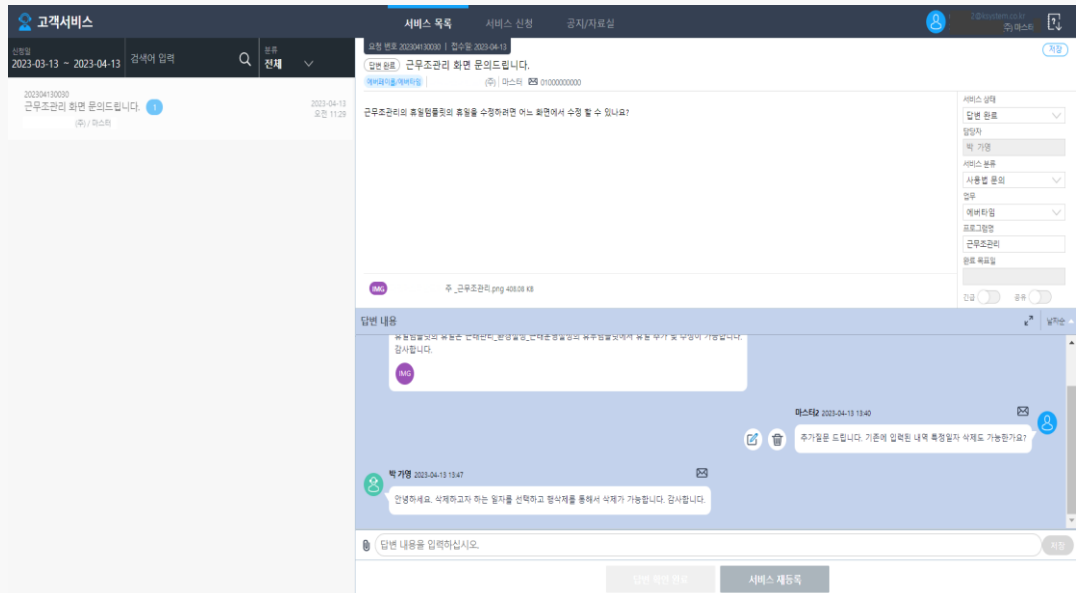 고객서비스
서비스 목록
서비스 신청
공지/자료실
(주) 마스타
신청일
2023-03-13 ~ 2023-04-13
검색어 입력
분류
전체
202304130030
근무조관리 화면 문의드립니다. 1
(주) / 마스타
2023-04-13
오전 11:29
요청 번호 202304130030 | 접수일 2023-04-13
저장
답변 완료 근무조관리 화면 문의드립니다.
에버피이플/에버타임 (주) 마스타 01000000000
근무조관리의 휴일템플릿의 휴일을 수정하려면 어느 화면에서 수정 할 수 있나요?
서비스 상태
답변 완료
담당자
박 가영
서비스 분류
사용법 문의
업무
에버타임
프로그램명
근무조관리
완료 목표일
긴급 공유
IMG 주_근무조관리.png 408.08 KB
답변 내용
날짜순
감사합니다.
IMG
마스터2 2023-04-13 13:40
추가질문 드립니다. 기존에 입력된 내역 특정일자 삭제도 가능한가요?
박 가영 2023-04-13 13:47
안녕하세요. 삭제하고자 하는 일자를 선택하고 행삭제를 통해서 삭제가 가능합니다. 감사합니다.
답변 내용을 입력하십시오.
저장
답변 확인 완료
서비스 재등록